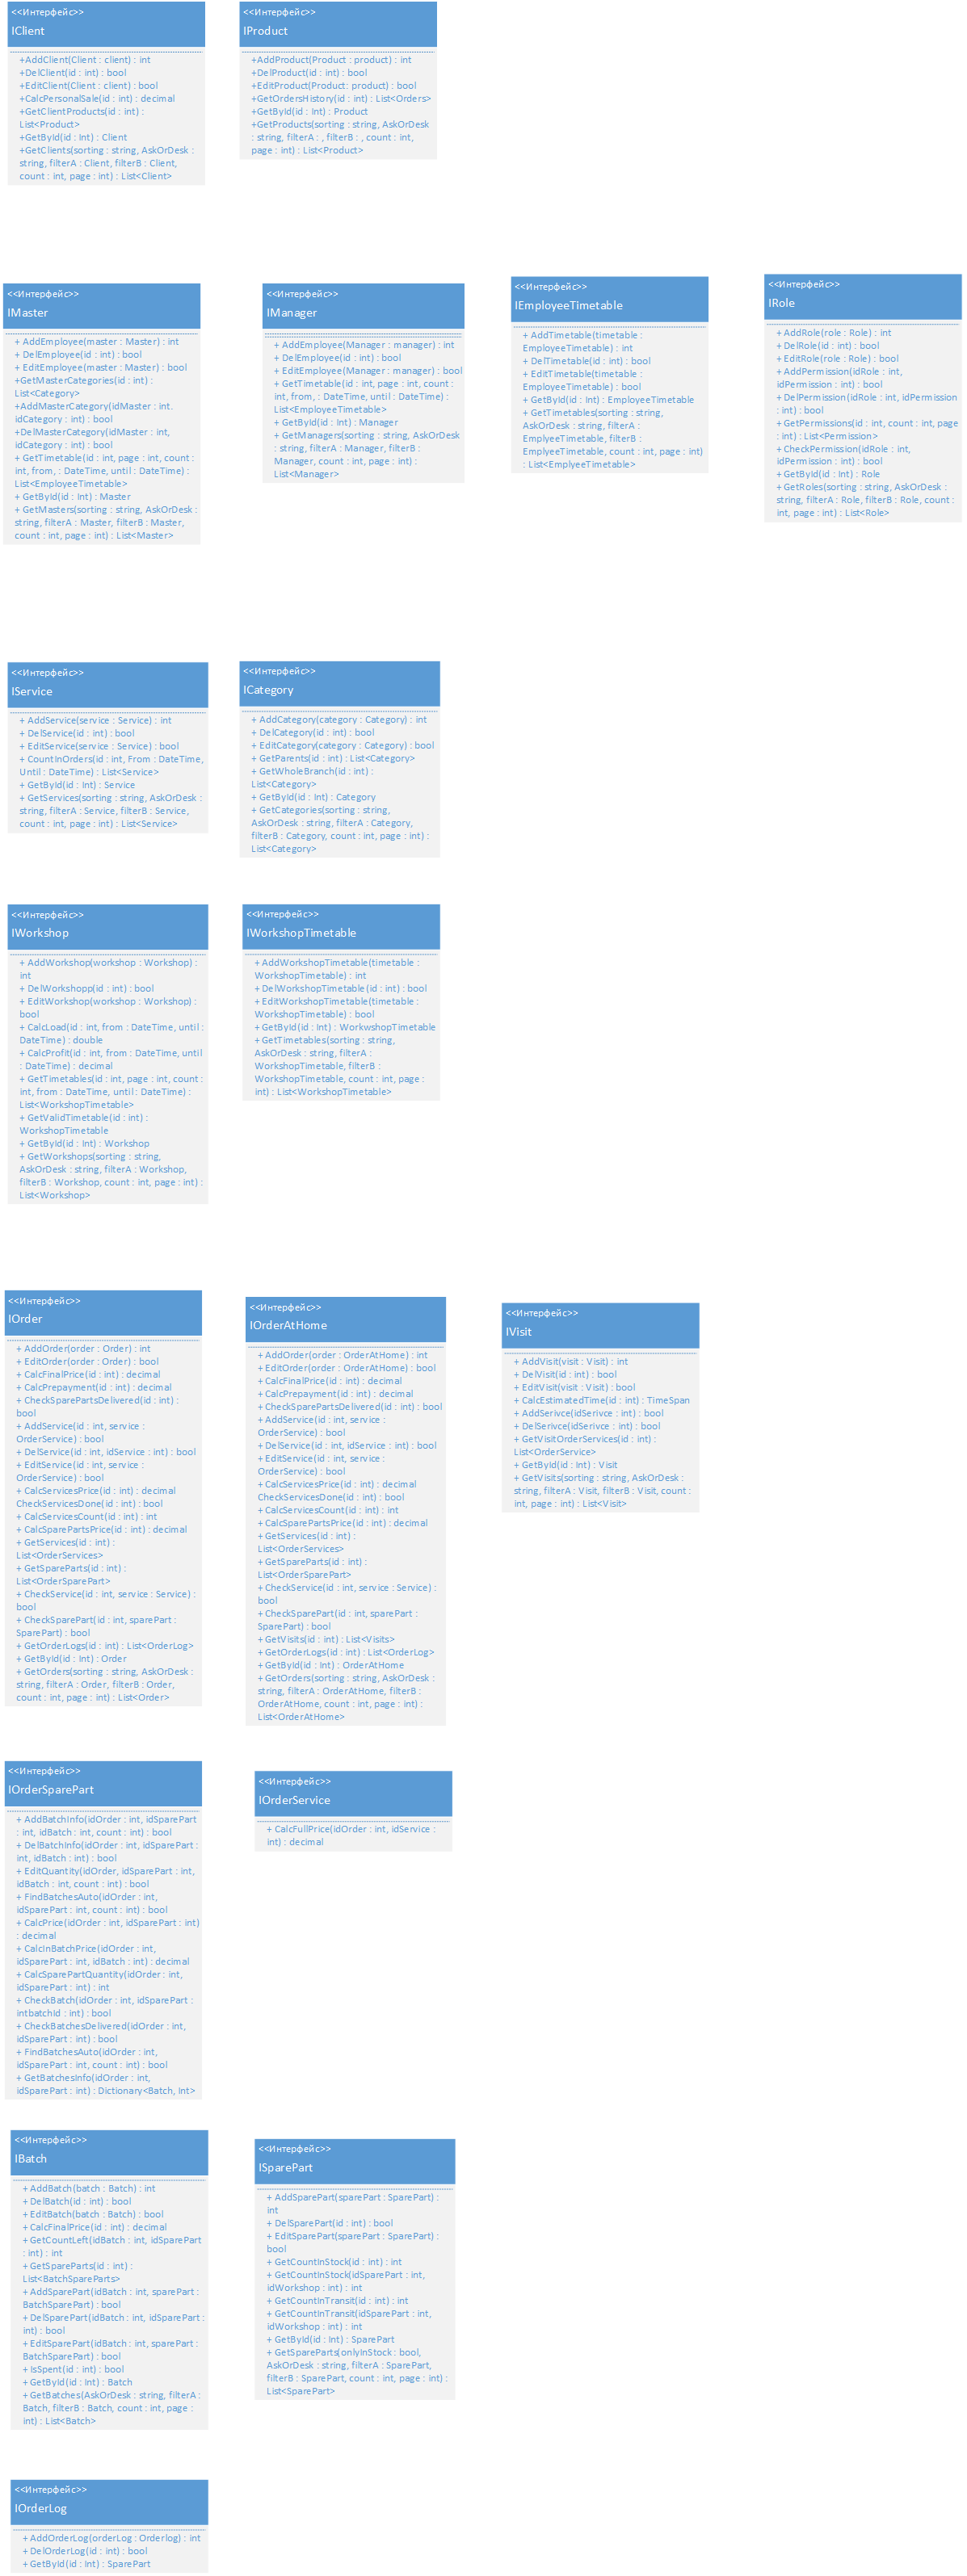 <<Интерфейс>>
IClient
+AddClient(Client : client) : int
+DelClient(id : int) : bool
+EditClient(Client : client) : bool
+CalcPersonalSale(id : int) : decimal
+GetClientProducts(id : int) :
List<Product>
+GetById(id : Int) : Client
+GetClients(sorting : string, AskOrDesk :
string, filterA : Client, filterB : Client,
count : int, page : int) : List<Client>
<<Интерфейс>>
IProduct
+AddProduct(Product : product) : int
+DelProduct(id : int) : bool
+EditProduct(Product: product) : bool
+GetOrdersHistory(id : int) : List<Orders>
+GetById(id : Int) : Product
+GetProducts(sorting : string, AskOrDesk
: string, filterA : , filterB : , count : int,
page : int) : List<Product>
<<Интерфейс>>
IMaster
+ AddEmployee(master : Master) : int
+ DelEmployee(id : int) : bool
+ EditEmployee(master : Master) : bool
+GetMasterCategories(id : int) :
List<Category>
+AddMasterCategory(idMaster : int.
idCategory : int) : bool
+DelMasterCategory(idMaster : int,
idCategory : int) : bool
+ GetTimetable(id : int, page : int, count :
int, from, : DateTime, until : DateTime) :
List<EmployeeTimetable>
+ GetById(id : Int) : Master
+ GetMasters(sorting : string, AskOrDesk :
string, filterA : Master, filterB : Master,
count : int, page : int) : List<Master>
<<Интерфейс>>
IManager
+ AddEmployee(Manager : manager) : int
+ DelEmployee(id : int) : bool
+ EditEmployee(Manager : manager) : bool
+ GetTimetable(id : int, page : int, count :
int, from, : DateTime, until : DateTime) :
List<EmployeeTimetable>
+ GetById(id : Int) : Manager
+ GetManagers(sorting : string, AskOrDesk
: string, filterA : Manager, filterB :
Manager, count : int, page : int) :
List<Manager>
<<Интерфейс>>
IEmployeeTimetable
+ AddTimetable(timetable :
EmployeeTimetable) : int
+ DelTimetable(id : int) : bool
+ EditTimetable(timetable :
EmployeeTimetable) : bool
+ GetById(id : Int) : EmployeeTimetable
+ GetTimetables(sorting : string,
AskOrDesk : string, filterA :
EmplyeeTimetable, filterB :
EmplyeeTimetable, count : int, page : int)
: List<EmplyeeTimetable>
<<Интерфейс>>
IRole
+ AddRole(role : Role) : int
+ DelRole(id : int) : bool
+ EditRole(role : Role) : bool
+ AddPermission(idRole : int,
idPermission : int) : bool
+ DelPermission(idRole : int, idPermission
: int) : bool
+ GetPermissions(id : int, count : int, page
: int) : List<Permission>
+ CheckPermission(idRole : int,
idPermission : int) : bool
+ GetById(id : Int) : Role
+ GetRoles(sorting : string, AskOrDesk :
string, filterA : Role, filterB : Role, count :
int, page : int) : List<Role>
<<Интерфейс>>
IService
+ AddService(service : Service) : int
+ DelService(id : int) : bool
+ EditService(service : Service) : bool
+ CountInOrders(id : int, From : DateTime,
Until : DateTime) : List<Service>
+ GetById(id : Int) : Service
+ GetServices(sorting : string, AskOrDesk :
string, filterA : Service, filterB : Service,
count : int, page : int) : List<Service>
<<Интерфейс>>
ICategory
+ AddCategory(category : Category) : int
+ DelCategory(id : int) : bool
+ EditCategory(category : Category) : bool
+ GetParents(id : int) : List<Category>
+ GetWholeBranch(id : int) :
List<Category>
+ GetById(id : Int) : Category
+ GetCategories(sorting : string,
AskOrDesk : string, filterA : Category,
filterB : Category, count : int, page : int) :
List<Category>
<<Интерфейс>>
IWorkshop
+ AddWorkshop(workshop : Workshop) :
int
+ DelWorkshopp(id : int) : bool
+ EditWorkshop(workshop : Workshop) :
bool
+ CalcLoad(id : int, from : DateTime, until :
DateTime) : double
+ CalcProfit(id : int, from : DateTime, until
: DateTime) : decimal
+ GetTimetables(id : int, page : int, count :
int, from : DateTime, until : DateTime) :
List<WorkshopTimetable>
+ GetValidTimetable(id : int) :
WorkshopTimetable
+ GetById(id : Int) : Workshop
+ GetWorkshops(sorting : string,
AskOrDesk : string, filterA : Workshop,
filterB : Workshop, count : int, page : int) :
List<Workshop>
<<Интерфейс>>
IWorkshopTimetable
+ AddWorkshopTimetable(timetable :
WorkshopTimetable) : int
+ DelWorkshopTimetable(id : int) : bool
+ EditWorkshopTimetable(timetable :
WorkshopTimetable) : bool
+ GetById(id : Int) : WorkwshopTimetable
+ GetTimetables(sorting : string,
AskOrDesk : string, filterA :
WorkshopTimetable, filterB :
WorkshopTimetable, count : int, page :
int) : List<WorkshopTimetable>
<<Интерфейс>>
IOrder
+ AddOrder(order : Order) : int
+ EditOrder(order : Order) : bool
+ CalcFinalPrice(id : int) : decimal
+ CalcPrepayment(id : int) : decimal
+ CheckSparePartsDelivered(id : int) :
bool
+ AddService(id : int, service :
OrderService) : bool
+ DelService(id : int, idService : int) : bool
+ EditService(id : int, service :
OrderService) : bool
+ CalcServicesPrice(id : int) : decimal
CheckServicesDone(id : int) : bool
+ CalcServicesCount(id : int) : int
+ CalcSparePartsPrice(id : int) : decimal
+ GetServices(id : int) :
List<OrderServices>
+ GetSpareParts(id : int) :
List<OrderSparePart>
+ CheckService(id : int, service : Service) :
bool
+ CheckSparePart(id : int, sparePart :
SparePart) : bool
+ GetOrderLogs(id : int) : List<OrderLog>
+ GetById(id : Int) : Order
+ GetOrders(sorting : string, AskOrDesk :
string, filterA : Order, filterB : Order,
count : int, page : int) : List<Order>
<<Интерфейс>>
IOrderAtHome
+ AddOrder(order : OrderAtHome) : int
+ EditOrder(order : OrderAtHome) : bool
+ CalcFinalPrice(id : int) : decimal
+ CalcPrepayment(id : int) : decimal
+ CheckSparePartsDelivered(id : int) : bool
+ AddService(id : int, service :
OrderService) : bool
+ DelService(id : int, idService : int) : bool
+ EditService(id : int, service :
OrderService) : bool
+ CalcServicesPrice(id : int) : decimal
CheckServicesDone(id : int) : bool
+ CalcServicesCount(id : int) : int
+ CalcSparePartsPrice(id : int) : decimal
+ GetServices(id : int) :
List<OrderServices>
+ GetSpareParts(id : int) :
List<OrderSparePart>
+ CheckService(id : int, service : Service) :
bool
+ CheckSparePart(id : int, sparePart :
SparePart) : bool
+ GetVisits(id : int) : List<Visits>
+ GetOrderLogs(id : int) : List<OrderLog>
+ GetById(id : Int) : OrderAtHome
+ GetOrders(sorting : string, AskOrDesk :
string, filterA : OrderAtHome, filterB :
OrderAtHome, count : int, page : int) :
List<OrderAtHome>
<<Интерфейс>>
IVisit
+ AddVisit(visit : Visit) : int
+ DelVisit(id : int) : bool
+ EditVisit(visit : Visit) : bool
+ CalcEstimatedTime(id : int) : TimeSpan
+ AddSerivce(idSerivce : int) : bool
+ DelSerivce(idSerivce : int) : bool
+ GetVisitOrderServices(id : int) :
List<OrderService>
+ GetById(id : Int) : Visit
+ GetVisits(sorting : string, AskOrDesk :
string, filterA : Visit, filterB : Visit, count :
int, page : int) : List<Visit>
<<Интерфейс>>
IOrderSparePart
+ AddBatchInfo(idOrder : int, idSparePart
: int, idBatch : int, count : int) : bool
+ DelBatchInfo(idOrder : int, idSparePart :
int, idBatch : int) : bool
+ EditQuantity(idOrder, idSparePart : int,
idBatch : int, count : int) : bool
+ FindBatchesAuto(idOrder : int,
idSparePart : int, count : int) : bool
+ CalcPrice(idOrder : int, idSparePart : int)
: decimal
+ CalcInBatchPrice(idOrder : int,
idSparePart : int, idBatch : int) : decimal
+ CalcSparePartQuantity(idOrder : int,
idSparePart : int) : int
+ CheckBatch(idOrder : int, idSparePart :
intbatchId : int) : bool
+ CheckBatchesDelivered(idOrder : int,
idSparePart : int) : bool
+ FindBatchesAuto(idOrder : int,
idSparePart : int, count : int) : bool
+ GetBatchesInfo(idOrder : int,
idSparePart : int) : Dictionary<Batch, Int>
<<Интерфейс>>
IOrderService
+ CalcFullPrice(idOrder : int, idService :
int) : decimal
<<Интерфейс>>
IBatch
+ AddBatch(batch : Batch) : int
+ DelBatch(id : int) : bool
+ EditBatch(batch : Batch) : bool
+ CalcFinalPrice(id : int) : decimal
+ GetCountLeft(idBatch : int, idSparePart
: int) : int
+ GetSpareParts(id : int) :
List<BatchSpareParts>
+ AddSparePart(idBatch : int, sparePart :
BatchSparePart) : bool
+ DelSparePart(idBatch : int, idSparePart :
int) : bool
+ EditSparePart(idBatch : int, sparePart :
BatchSparePart) : bool
+ IsSpent(id : int) : bool
+ GetById(id : Int) : Batch
+ GetBatches(AskOrDesk : string, filterA :
Batch, filterB : Batch, count : int, page :
int) : List<Batch>
<<Интерфейс>>
ISparePart
+ AddSparePart(sparePart : SparePart) :
int
+ DelSparePart(id : int) : bool
+ EditSparePart(sparePart : SparePart) :
bool
+ GetCountInStock(id : int) : int
+ GetCountInStock(idSparePart : int,
idWorkshop : int) : int
+ GetCountInTransit(id : int) : int
+ GetCountInTransit(idSparePart : int,
idWorkshop : int) : int
+ GetById(id : Int) : SparePart
+ GetSpareParts(onlyInStock : bool,
AskOrDesk : string, filterA : SparePart,
filterB : SparePart, count : int, page : int) :
List<SparePart>
<<Интерфейс>>
IOrderLog
+ AddOrderLog(orderLog : Orderlog) : int
+ DelOrderLog(id : int) : bool
+ GetById(id : Int) : SparePart